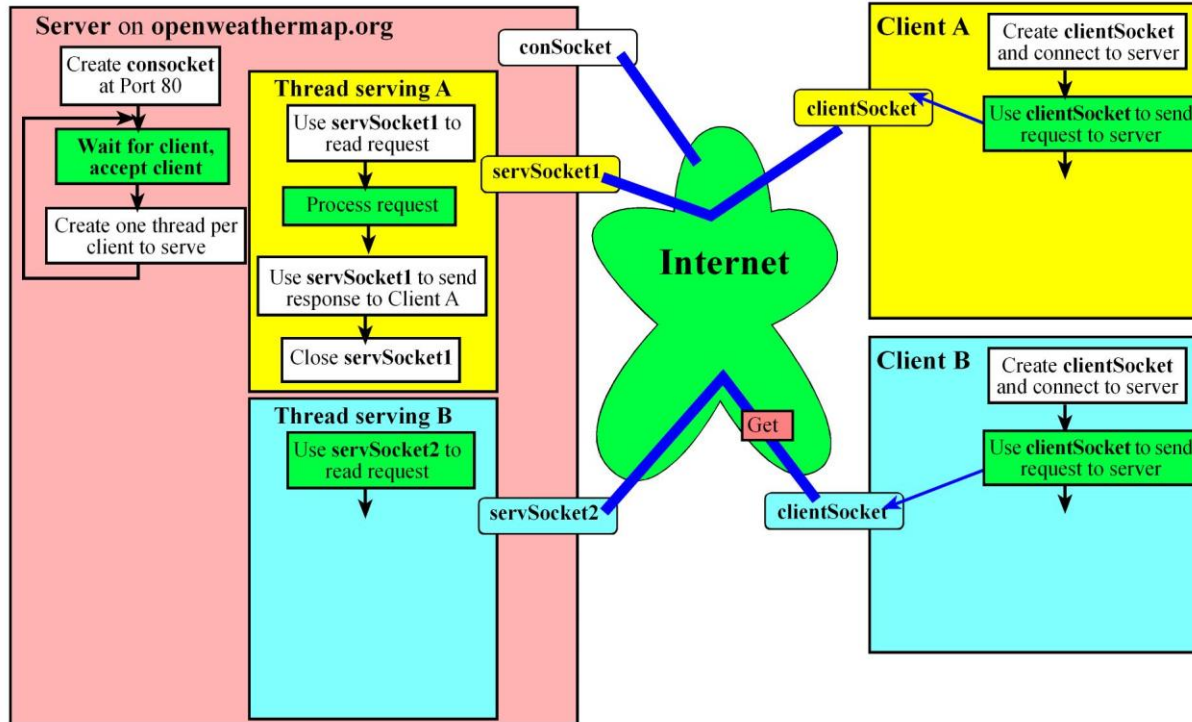 Server on openweathermap.org
Create consocket
at Port 80
Wait for client,
accept client
Create one thread per
client to serve
Thread serving A
Use servSocket1 to
read request
Process request
Use servSocket1 to send
response to Client A
Close servSocket1
Thread serving B
Use servSocket2 to
read request
conSocket
servSocket1
servSocket2
Internet
Get
clientSocket
clientSocket
Client A
Create clientSocket
and connect to server
Use clientSocket to send
request to server
Client B
Create clientSocket
and connect to server
Use clientSocket to send
request to server